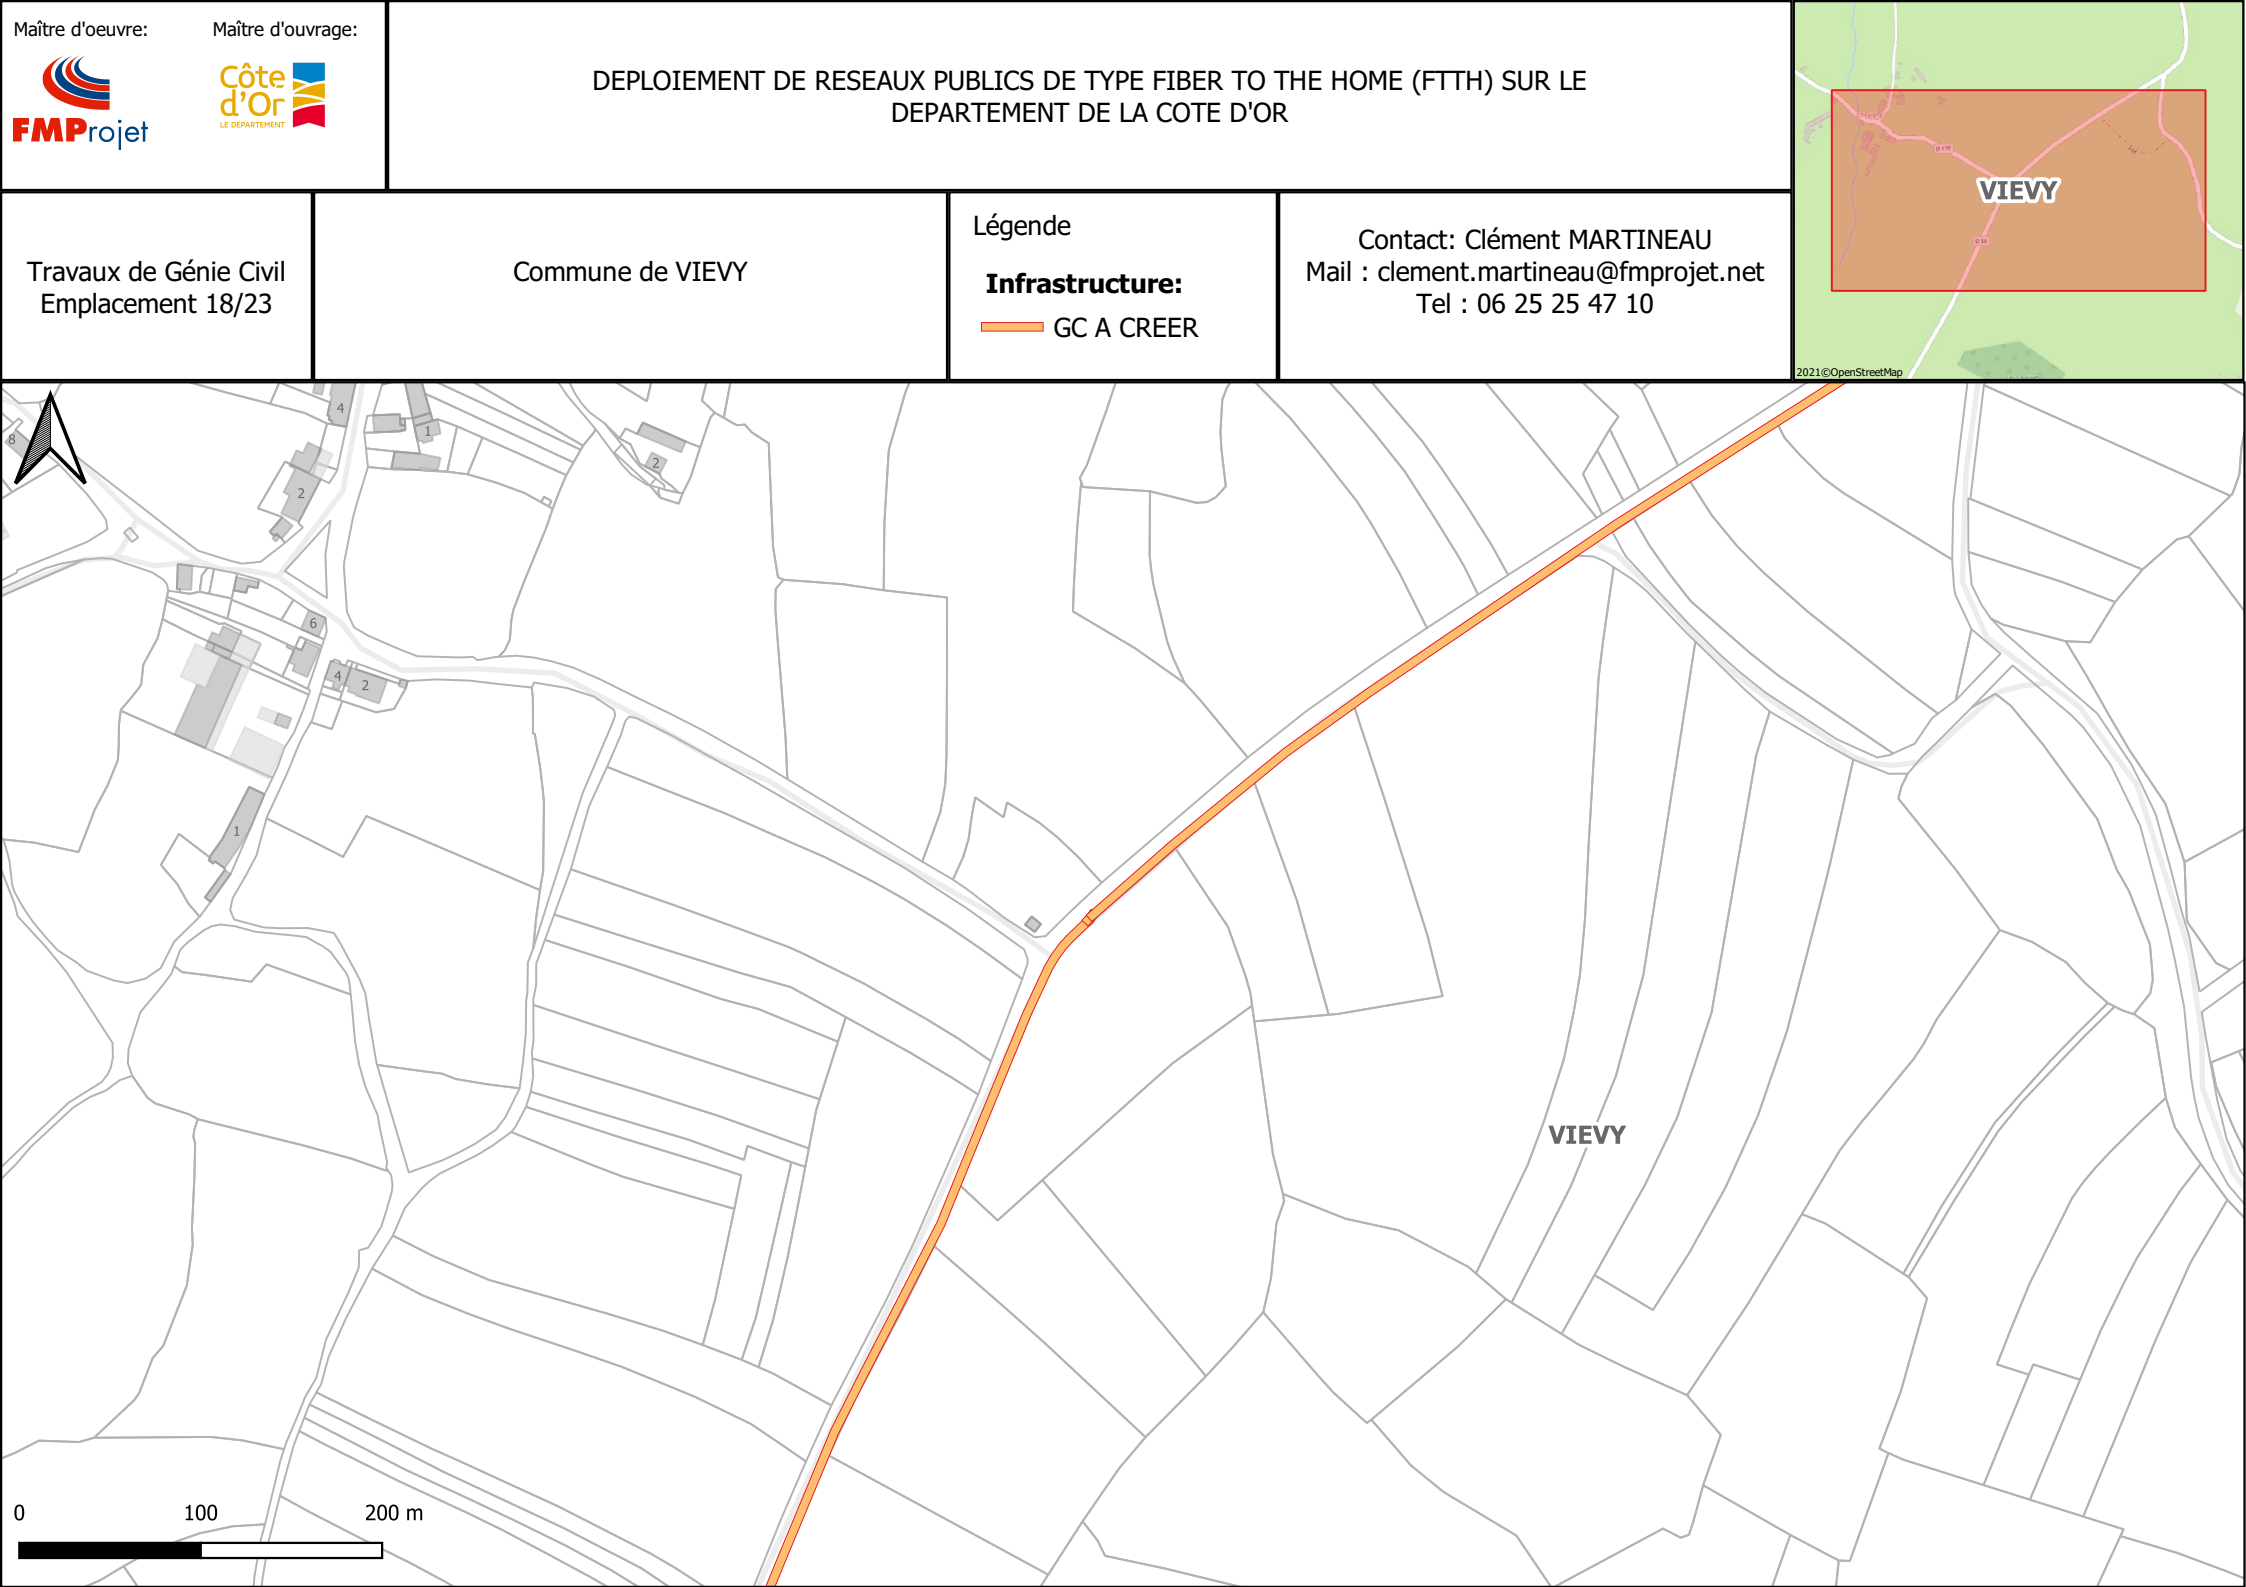 Maître d'oeuvre:
Maître d'ouvrage:
FMProjet
Côte
d'Or
LE DÉPARTEMENT
DEPLOIEMENT DE RESEAUX PUBLICS DE TYPE FIBER TO THE HOME (FTTH) SUR LE
DEPARTEMENT DE LA COTE D'OR
Travaux de Génie Civil
Emplacement 18/23
Commune de VIEVY
Légende
Infrastructure:
GC A CREER
Contact: Clément MARTINEAU
Mail : clement.martineau@fmprojet.net
Tel : 06 25 25 47 10
VIEVY
2021©OpenStreetMap
4
1
8
2
2
6
4
2
1
VIEVY
0
100
200 m